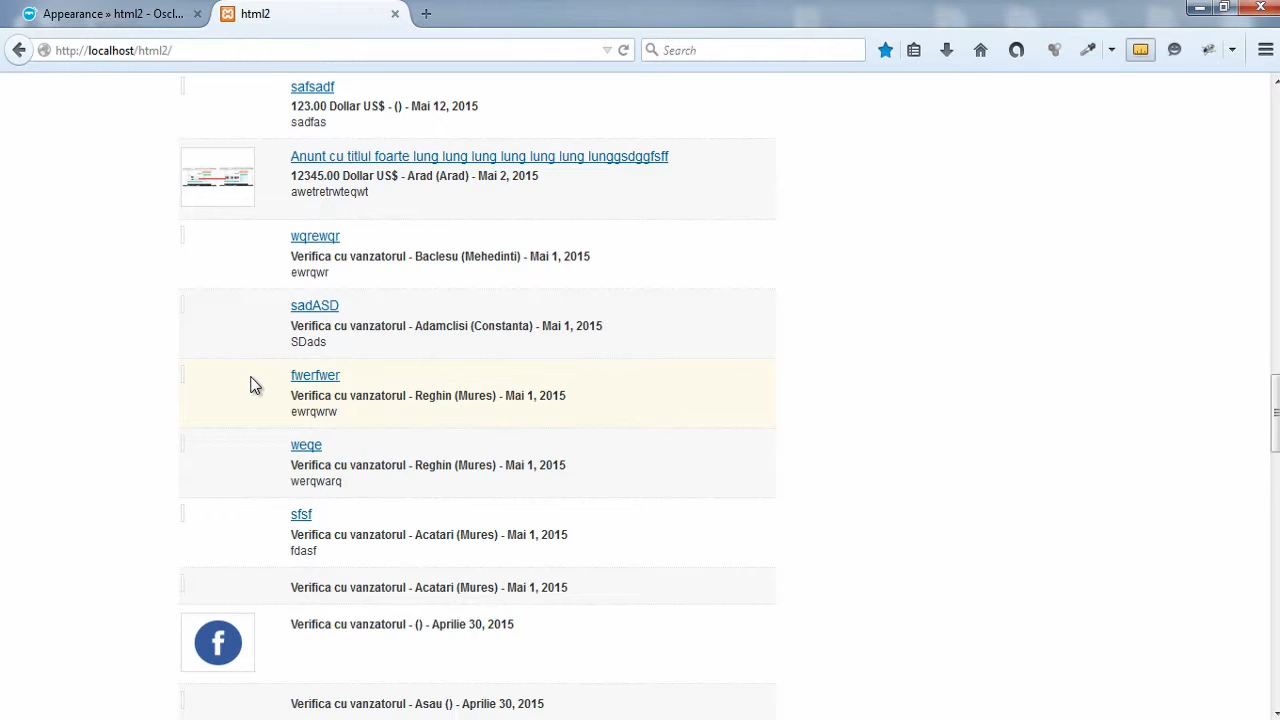 Appearance » html2 - Oscl...
html2
http://localhost/html2/
Search
safsadf
123.00 Dollar US$ - () - Mai 12, 2015
sadfas
Anunt cu titlul foarte lung lung lung lung lung lung lunggsdggfsff
12345.00 Dollar US$ - Arad (Arad) - Mai 2, 2015
awetretrwteqwt
wqrewqr
Verifica cu vanzatorul - Baclesu (Mehedinti) - Mai 1, 2015
ewrqwr
sadASD
Verifica cu vanzatorul - Adamclisi (Constanta) - Mai 1, 2015
SDads
fwerfwer
Verifica cu vanzatorul - Reghin (Mures) - Mai 1, 2015
ewrqwrw
weqe
Verifica cu vanzatorul - Reghin (Mures) - Mai 1, 2015
werqwarq
sfsf
Verifica cu vanzatorul - Acatari (Mures) - Mai 1, 2015
fdasf
Verifica cu vanzatorul - Acatari (Mures) - Mai 1, 2015
Verifica cu vanzatorul - () - Aprilie 30, 2015
f
Verifica cu vanzatorul - Asau () - Aprilie 30, 2015